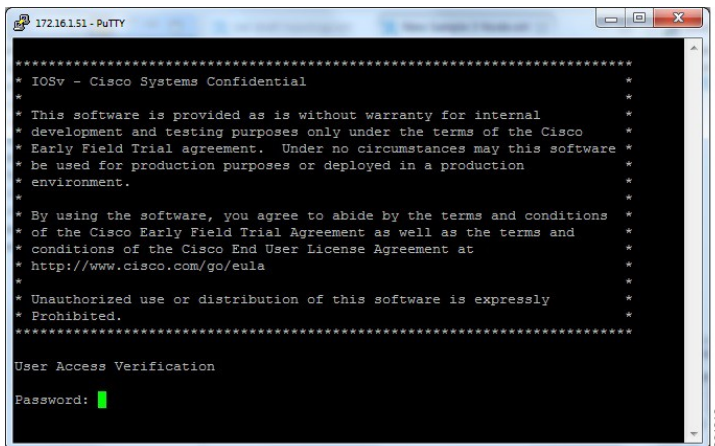 172.16.1.51 - PuTTY
**************************************************************************
* IOSv - Cisco Systems Confidential                                      *
*                                                                        *
* This software is provided as is without warranty for internal          *
* development and testing purposes only under the terms of the Cisco     *
* Early Field Trial agreement.  Under no circumstances may this software *
* be used for production purposes or deployed in a production            *
* environment.                                                           *
*                                                                        *
* By using the software, you agree to abide by the terms and conditions  *
* of the Cisco Early Field Trial Agreement as well as the terms and      *
* conditions of the Cisco End User License Agreement at                  *
* http://www.cisco.com/go/eula                                           *
*                                                                        *
* Unauthorized use or distribution of this software is expressly         *
* Prohibited.                                                            *
**************************************************************************
User Access Verification
Password: